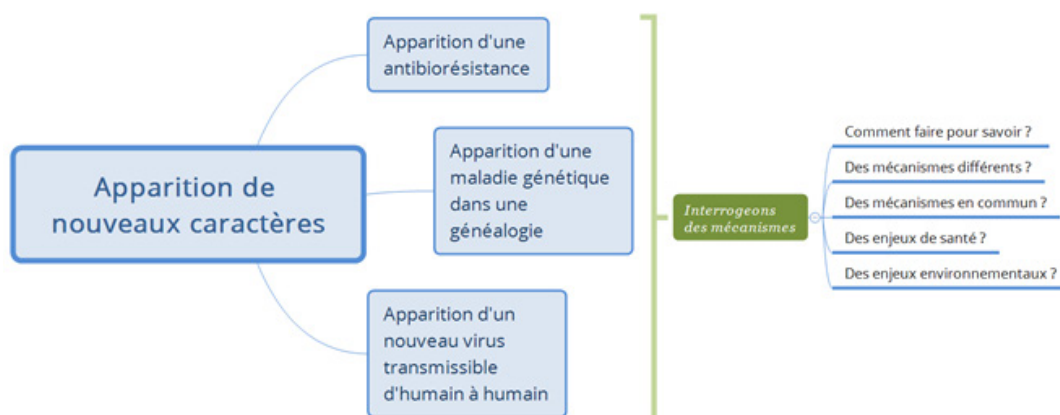 Apparition de
nouveaux caractères
Apparition d'une
antibiorésistance
Apparition d'une
maladie génétique
dans une
généalogie
Apparition d'un
nouveau virus
transmissible
d'humain à humain
Interrogeons
des mécanismes
Comment faire pour savoir ?
Des mécanismes différents ?
Des mécanismes en commun ?
Des enjeux de santé ?
Des enjeux environnementaux ?